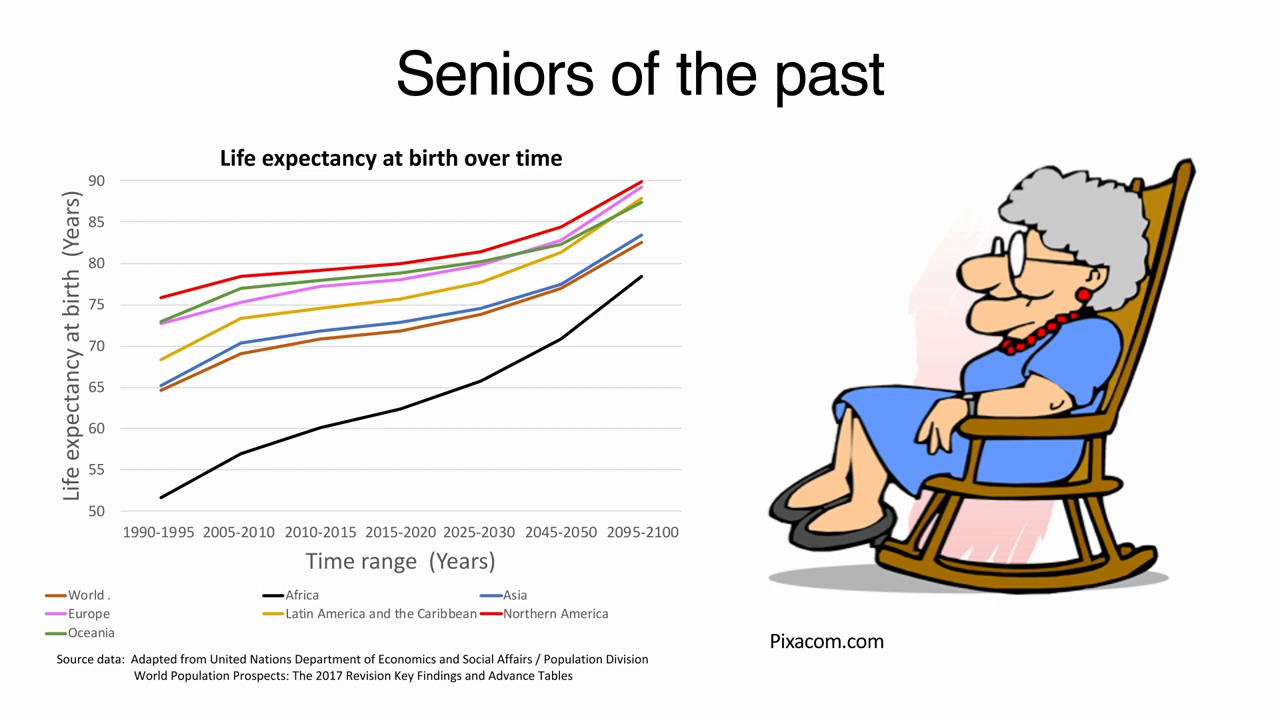 Seniors of the past
Life expectancy at birth over time
Life expectancy at birth (Years)
90
85
80
75
70
65
60
55
50
1990-1995 2005-2010 2010-2015 2015-2020 2025-2030 2045-2050 2095-2100
Time range (Years)
World . Africa Asia
Europe Latin America and the Caribbean Northern America
Oceania
Source data: Adapted from United Nations Department of Economics and Social Affairs / Population Division
World Population Prospects: The 2017 Revision Key Findings and Advance Tables
Pixacom.com